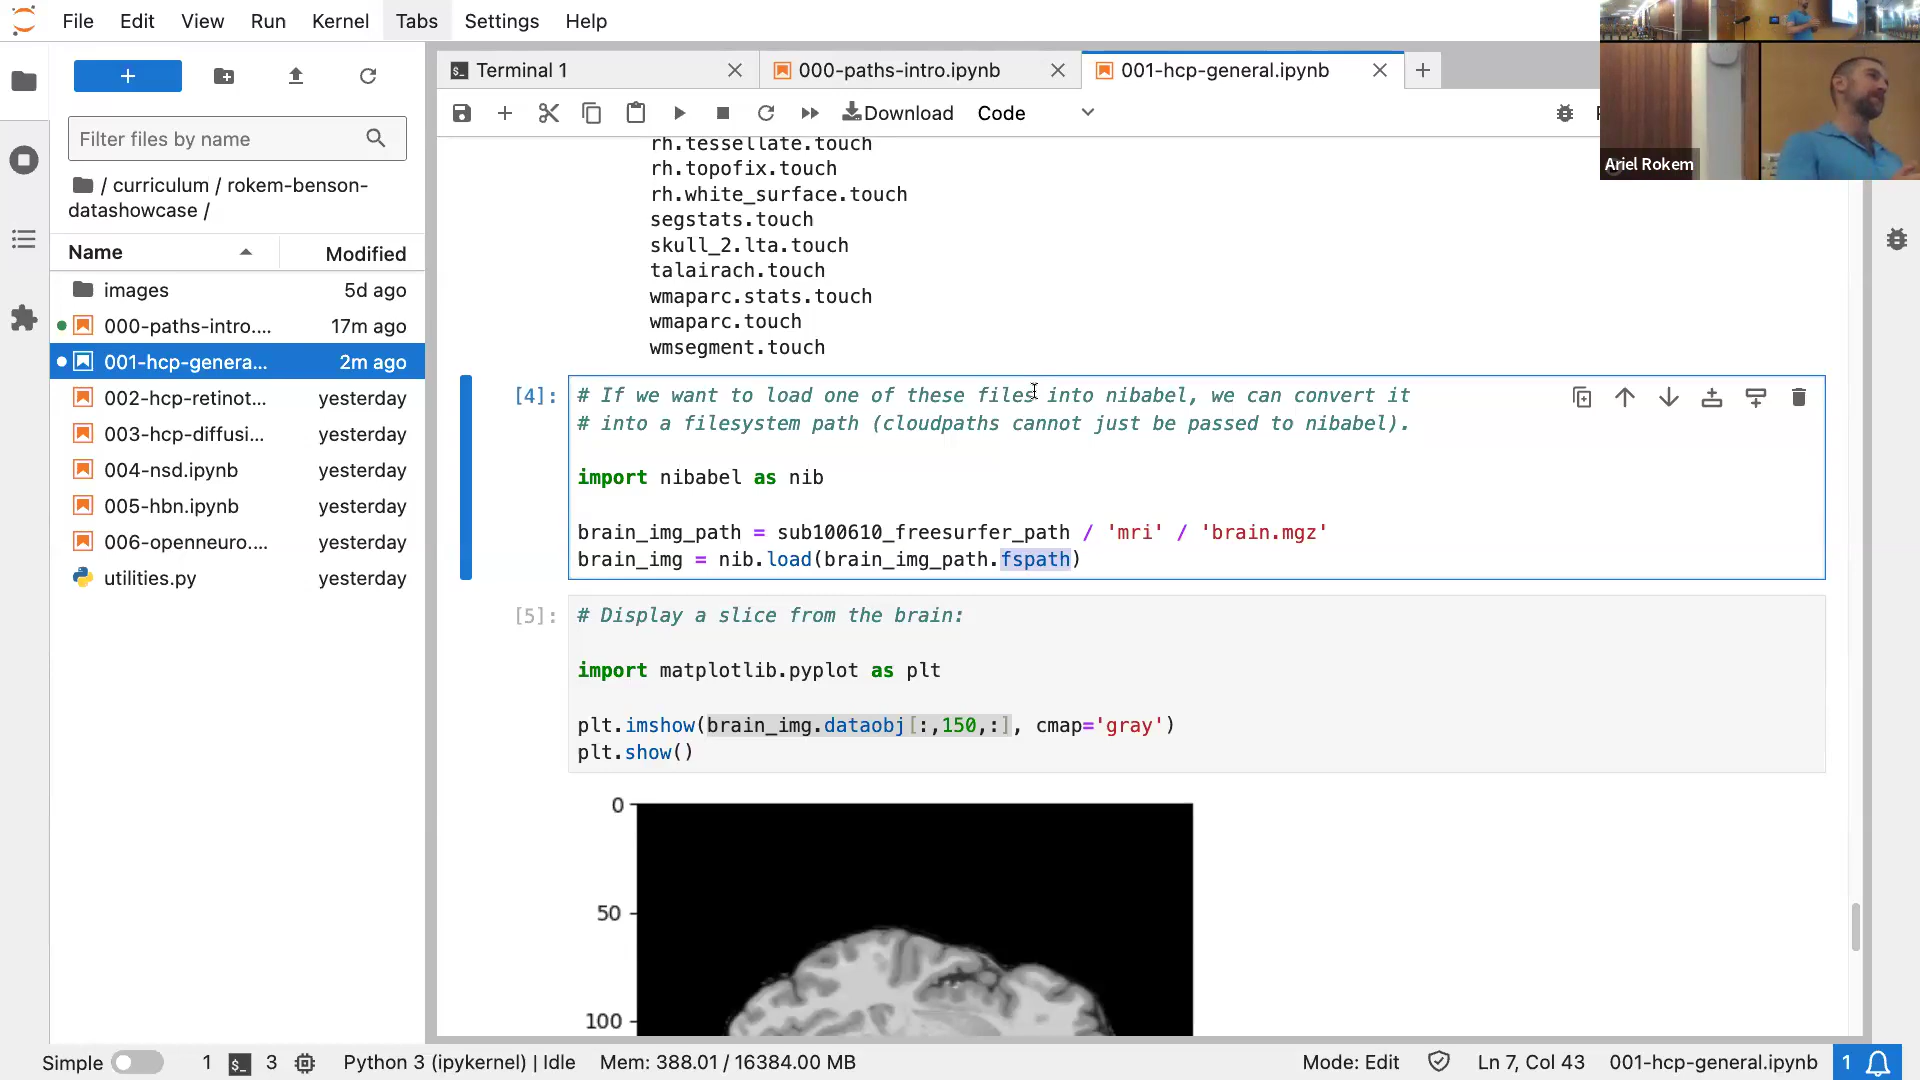 File Edit View Run Kernel Tabs Settings Help
Filter files by name
/ curriculum / rokem-benson-
datashowcase /
Name Modified
images 5d ago
000-paths-intro.... 17m ago
001-hcp-genera... 2m ago
002-hcp-retinot... yesterday
003-hcp-diffusi... yesterday
004-nsd.ipynb yesterday
005-hbn.ipynb yesterday
006-openneuro.... yesterday
utilities.py yesterday
Terminal 1 000-paths-intro.ipynb 001-hcp-general.ipynb
Download Code
Ariel Rokem
rh.tessellate.touch
rh.topofix.touch
rh.white_surface.touch
segstats.touch
skull_2.lta.touch
talairach.touch
wmaparc.stats.touch
wmaparc.touch
wmsegment.touch
[4]: # If we want to load one of these files into nibabel, we can convert it
# into a filesystem path (cloudpaths cannot just be passed to nibabel).
import nibabel as nib
brain_img_path = sub100610_freesurfer_path / 'mri' / 'brain.mgz'
brain_img = nib.load(brain_img_path.fspath)
[5]: # Display a slice from the brain:
import matplotlib.pyplot as plt
plt.imshow(brain_img.dataobj[:,150,:], cmap='gray')
plt.show()
0
50
100
Simple 1 3 Python 3 (ipykernel) | Idle Mem: 388.01 / 16384.00 MB Mode: Edit Ln 7, Col 43 001-hcp-general.ipynb 1